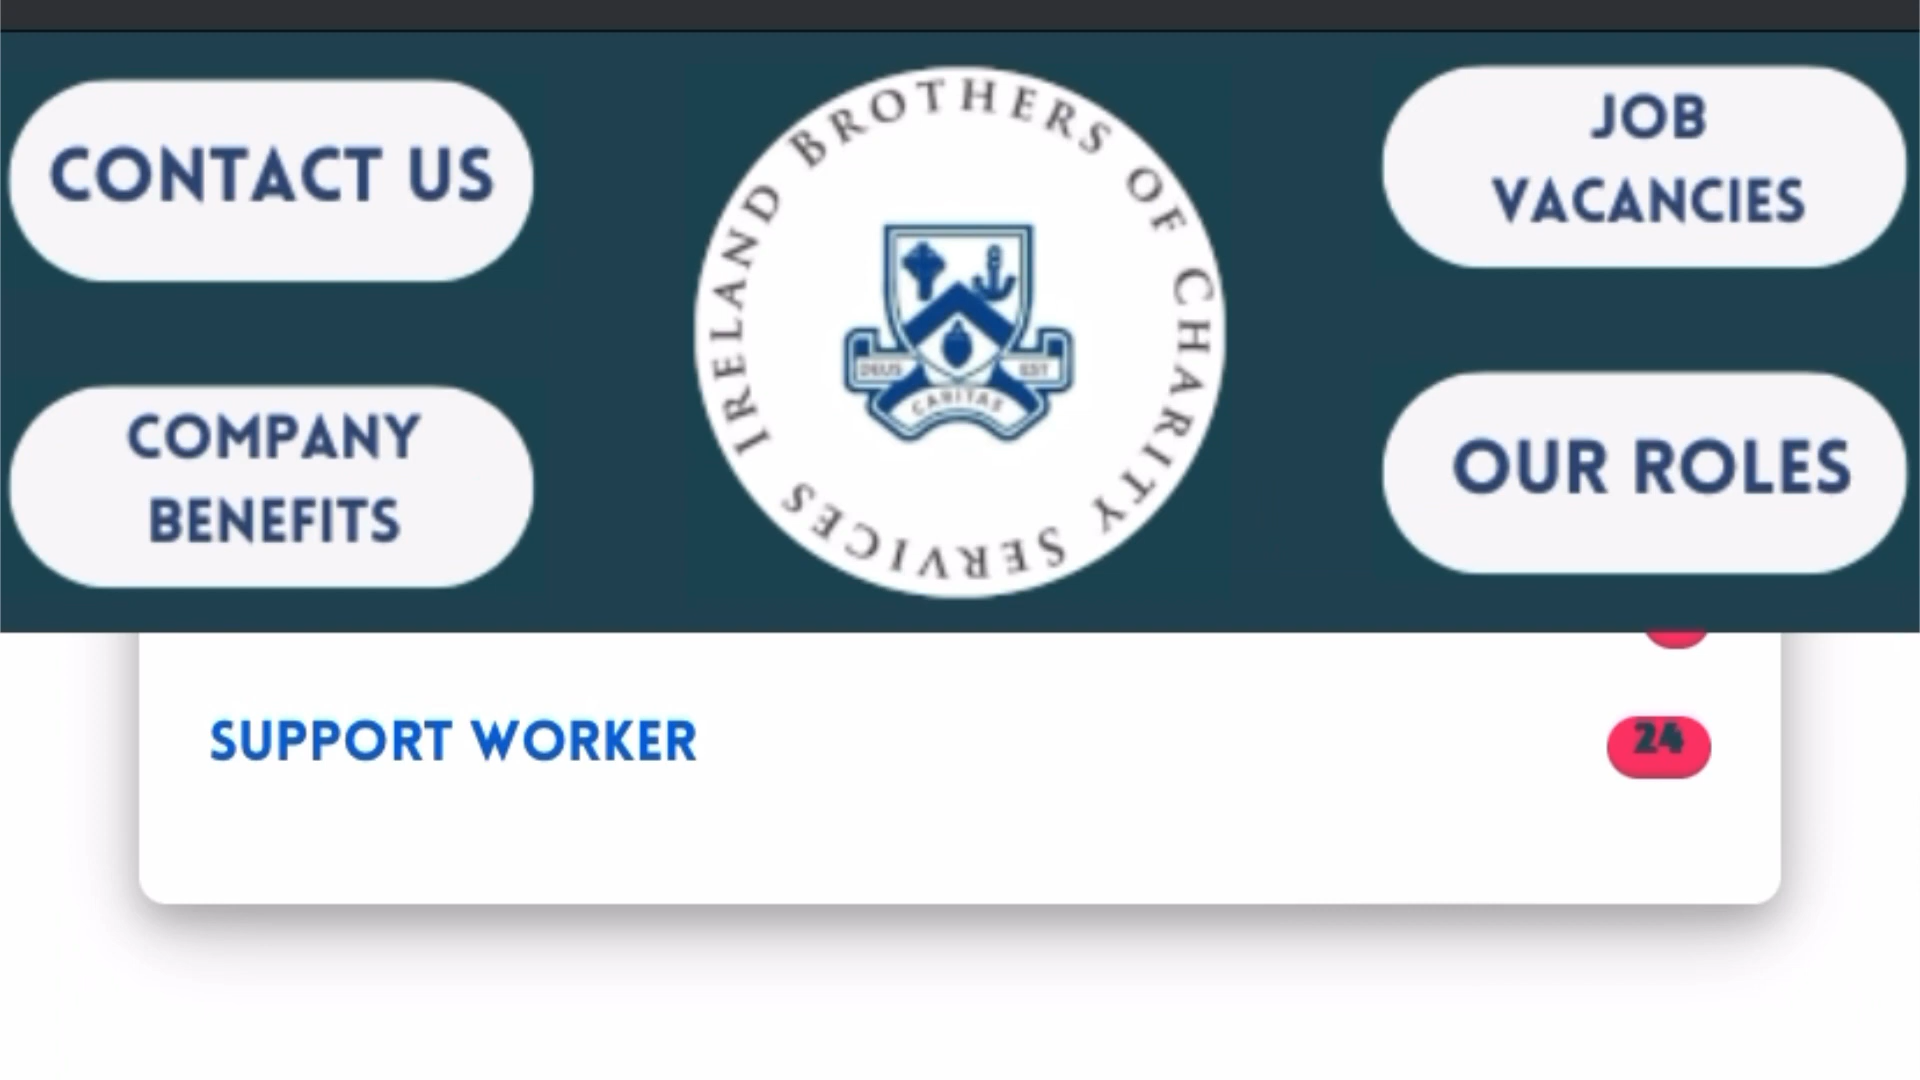 CONTACT US
COMPANY
BENEFITS
BROTHERS OF CHARITY SERVICES IRELAND
DEUS CARITAS EST
JOB
VACANCIES
OUR ROLES
SUPPORT WORKER
24